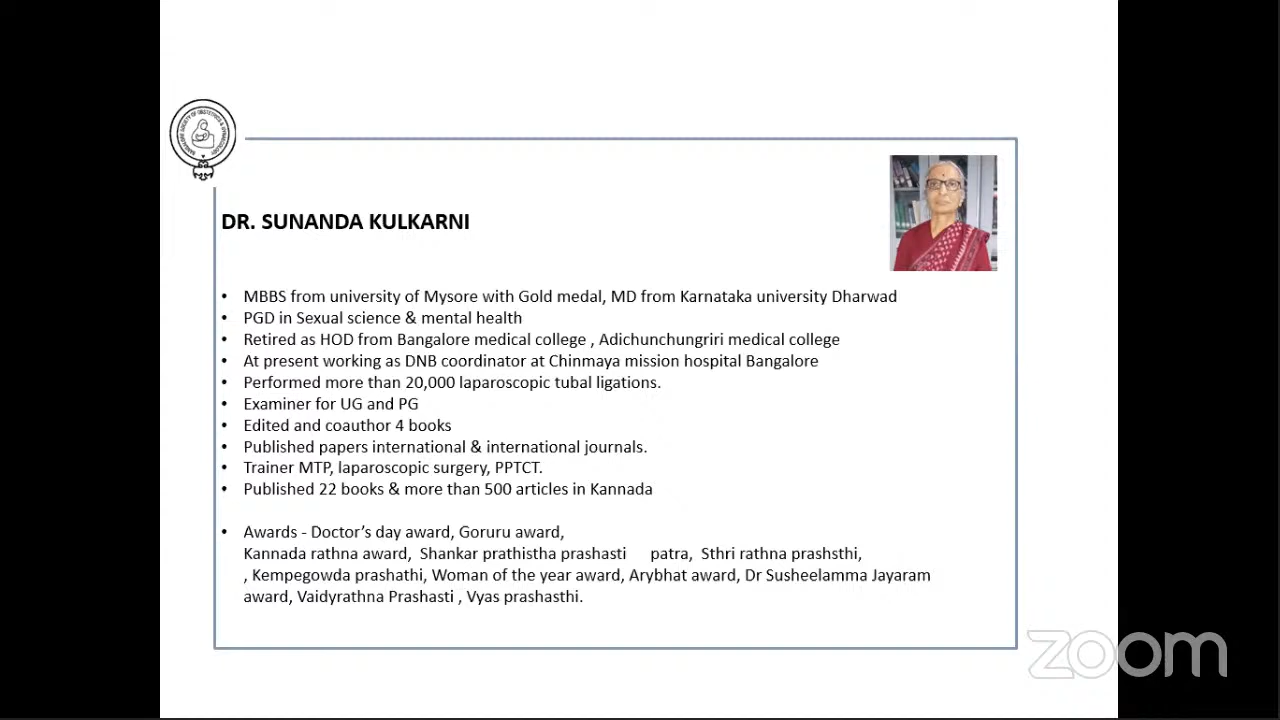 BANGALORE SOCIETY OF OBSTETRICS & GYNAECOLOGY
DR. SUNANDA KULKARNI
• MBBS from university of Mysore with Gold medal, MD from Karnataka university Dharwad
• PGD in Sexual science & mental health
• Retired as HOD from Bangalore medical college , Adichunchungriri medical college
• At present working as DNB coordinator at Chinmaya mission hospital Bangalore
• Performed more than 20,000 laparoscopic tubal ligations.
• Examiner for UG and PG
• Edited and coauthor 4 books
• Published papers international & international journals.
• Trainer MTP, laparoscopic surgery, PPTCT.
• Published 22 books & more than 500 articles in Kannada
• Awards - Doctor’s day award, Goruru award,
Kannada rathna award, Shankar prathistha prashasti patra, Sthri rathna prashsthi,
, Kempegowda prashathi, Woman of the year award, Arybhat award, Dr Susheelamma Jayaram
award, Vaidyrathna Prashasti , Vyas prashasthi.
zoom